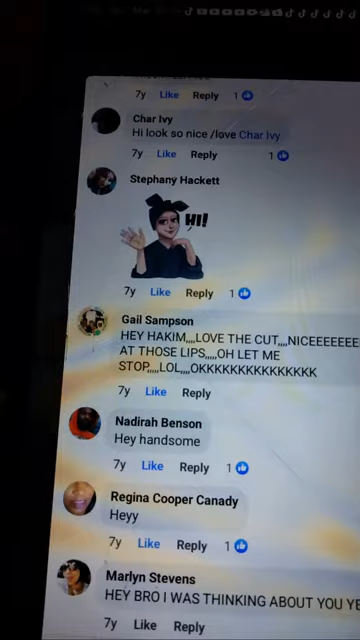 7y Like Reply 1
Char Ivy
Hi look so nice /love Char Ivy
7y Like Reply 1
Stephany Hackett
HI!
7y Like Reply 1
Gail Sampson
HEY HAKIM,,,,LOVE THE CUT,,,,NICEEEEEEE
AT THOSE LIPS,,,,,OH LET ME
STOP,,,,,LOL,,,,OKKKKKKKKKKKKKKKK
7y Like Reply
Nadirah Benson
Hey handsome
7y Like Reply 1
Regina Cooper Canady
Heyy
7y Like Reply 1
Marlyn Stevens
HEY BRO I WAS THINKING ABOUT YOU YE
7y Like Reply